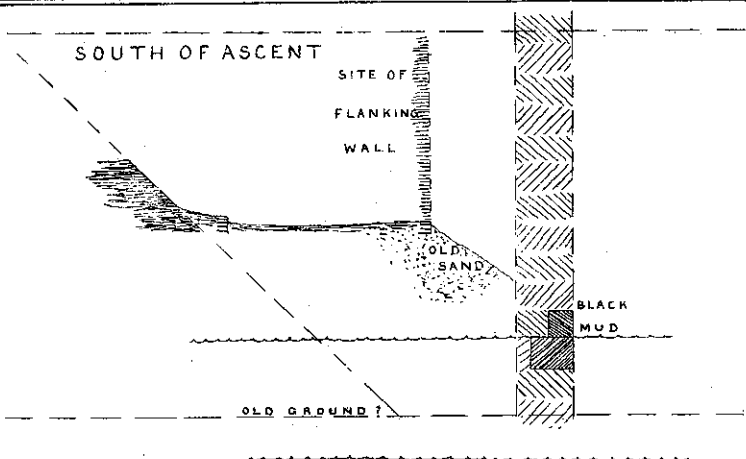 SOUTH OF ASCENT
SITE OF
FLANKING
WALL
OLD
SAND
BLACK
MUD
OLD GROUND?